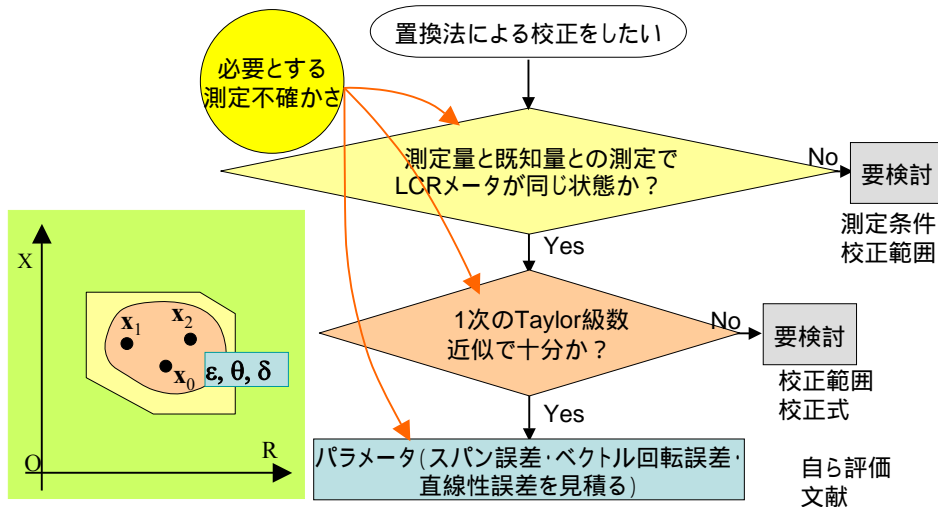 置換法による校正をしたい
必要とする
測定不確かさ
測定量と既知量との測定で
LCRメータが同じ状態か？
No
要検討
測定条件
校正範囲
Yes
1次のTaylor級数
近似で十分か？
No
要検討
校正範囲
校正式
Yes
パラメータ(スパン誤差・ベクトル回転誤差・
直線性誤差を見積る)
自ら評価
文献
X
x1
x2
x0
ε, θ, δ
O
R